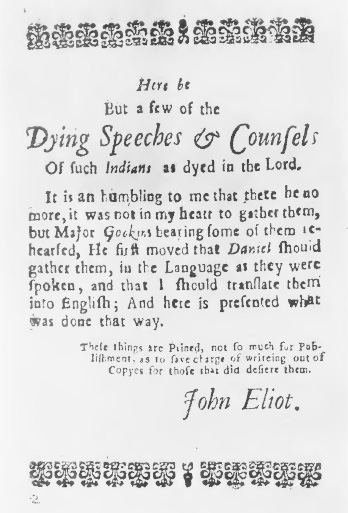 Here be
But a few of the
Dying Speeches & Counſels
Of ſuch Indians as dyed in the Lord.
It is an humbling to me that there be no
more, it was not in my heart to gather them,
but Major Gookins hearing ſome of them re-
hearſed, He firſt moved that Daniel ſhould
gather them, in the Language as they were
ſpoken, and that I ſhould tranſlate them
into Engliſh; And here is preſented what
was done that way.
Theſe things are Printed, not ſo much for Pub-
liſhment, as to ſave charge of writeing out of
Copyes for thoſe that did deſiere them.
John Eliot.
2